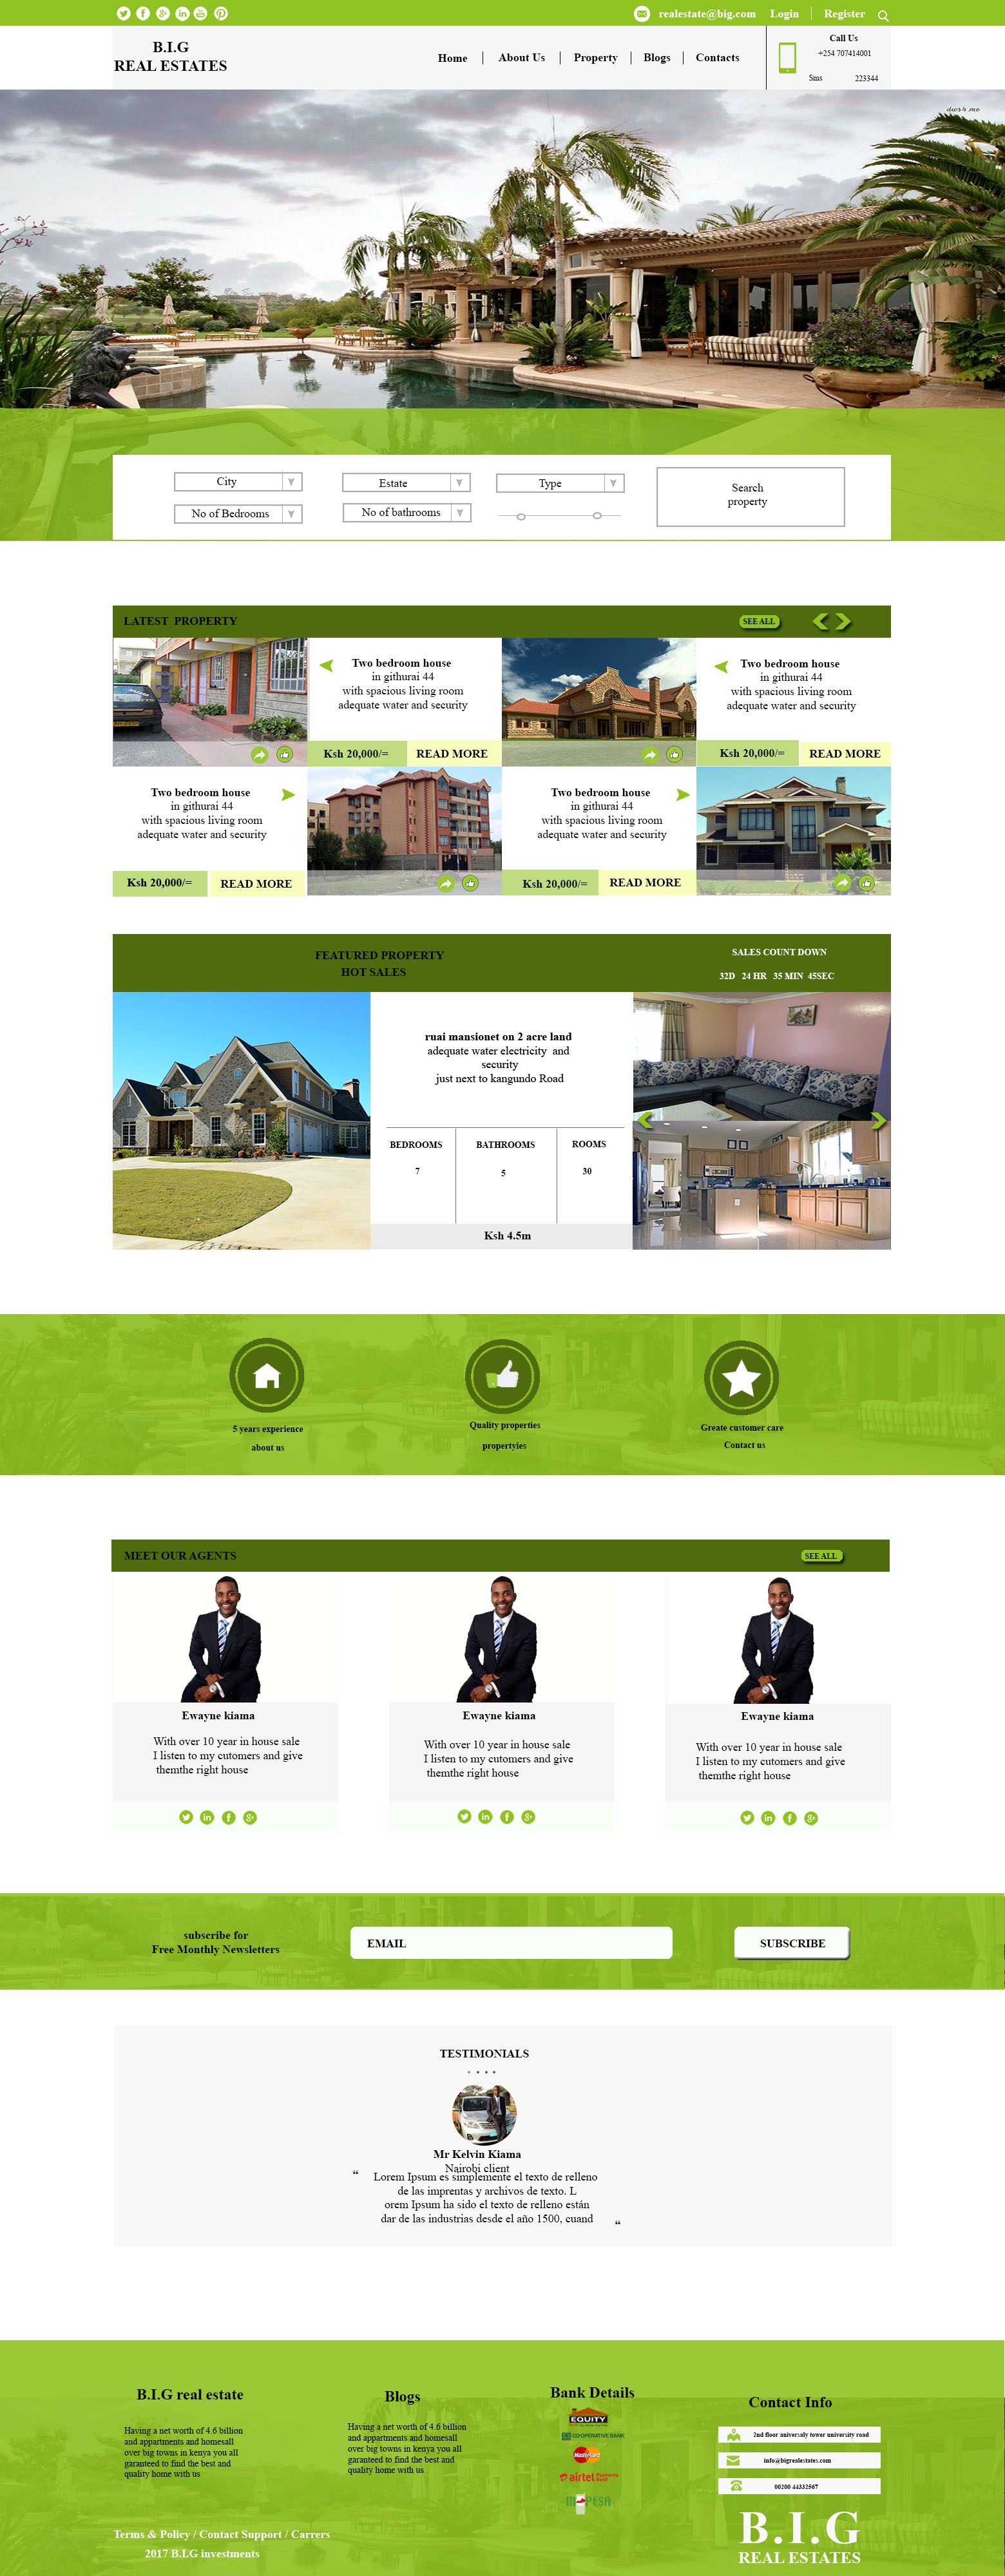 realestate@big.com Login Register
B.I.G
REAL ESTATES
Home About Us Property Blogs Contacts
Call Us
+254 707414001
Sms 223344
City
Estate
Type
No of Bedrooms
No of bathrooms
Search
property
LATEST PROPERTY
SEE ALL
Two bedroom house
in githurai 44
with spacious living room
adequate water and security
Ksh 20,000/= READ MORE
Two bedroom house
in githurai 44
with spacious living room
adequate water and security
Ksh 20,000/= READ MORE
Two bedroom house
in githurai 44
with spacious living room
adequate water and security
Ksh 20,000/= READ MORE
Two bedroom house
in githurai 44
with spacious living room
adequate water and security
Ksh 20,000/= READ MORE
FEATURED PROPERTY
HOT SALES
SALES COUNT DOWN
32D 24 HR 35 MIN 45SEC
ruai mansionet on 2 acre land
adequate water electricity and
security
just next to kangundo Road
BEDROOMS BATHROOMS ROOMS
7 5 30
Ksh 4.5m
5 years experience
about us
Quality properties
propertyies
Greate customer care
Contact us
MEET OUR AGENTS
SEE ALL
Ewayne kiama
With over 10 year in house sale
I listen to my cutomers and give
themthe right house
Ewayne kiama
With over 10 year in house sale
I listen to my cutomers and give
themthe right house
Ewayne kiama
With over 10 year in house sale
I listen to my cutomers and give
themthe right house
subscribe for
Free Monthly Newsletters
EMAIL
SUBSCRIBE
TESTIMONIALS
Mr Kelvin Kiama
Nairobi client
“ Lorem Ipsum es simplemente el texto de relleno
de las imprentas y archivos de texto. L
orem Ipsum ha sido el texto de relleno están
dar de las industrias desde el año 1500, cuand “
B.I.G real estate
Having a net worth of 4.6 billion
and appartments and homesall
over big towns in kenya you all
garanteed to find the best and
quality home with us
Blogs
Having a net worth of 4.6 billion
and appartments and homesall
over big towns in kenya you all
garanteed to find the best and
quality home with us
Bank Details
EQUITY
CO-OPERATIVE BANK
MasterCard
airtel Payments Bank
M PESA
Contact Info
2nd floor aniversaly tower university road
info@bigrealestates.com
00200 44332567
B.I.G
REAL ESTATES
Terms & Policy / Contact Support / Carrers
2017 B.I.G investments